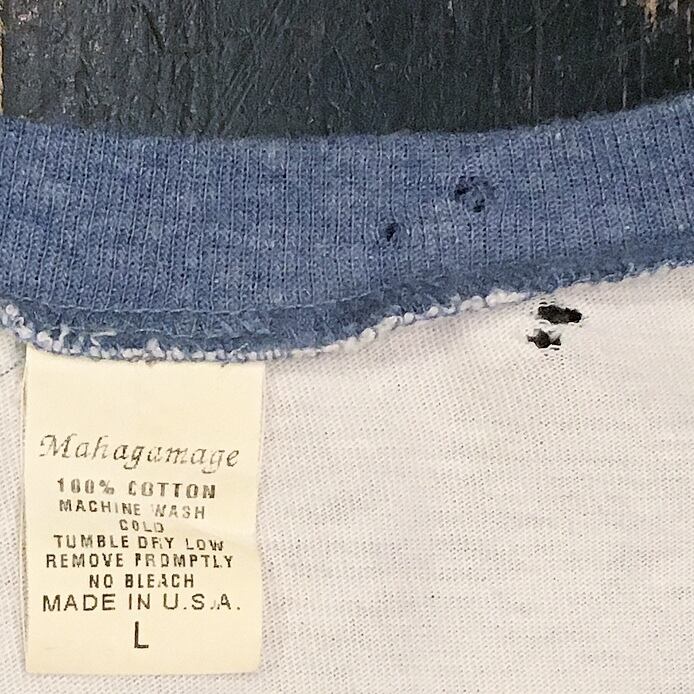 Mahagamage
100% COTTON
MACHINE WASH
COLD
TUMBLE DRY LOW
REMOVE PROMPTLY
NO BLEACH
MADE IN U.S.A.
L